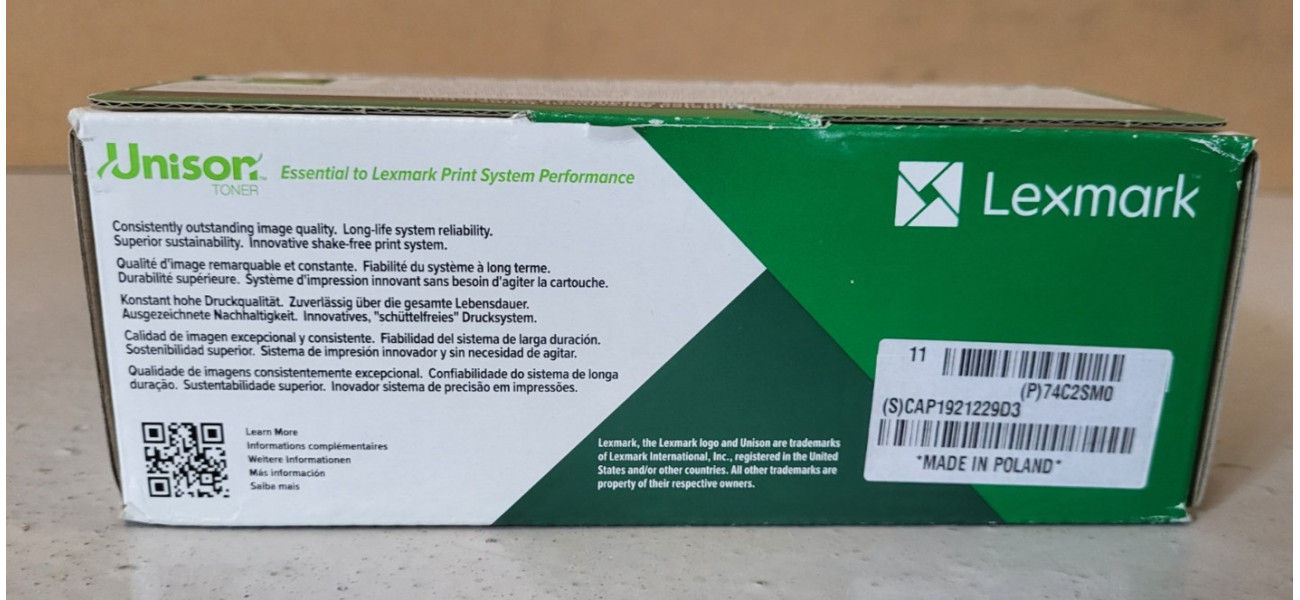 Unison
TONER
Essential to Lexmark Print System Performance
Lexmark
Consistently outstanding image quality. Long-life system reliability.
Superior sustainability. Innovative shake-free print system.
Qualité d'image remarquable et constante. Fiabilité du système à long terme.
Durabilité supérieure. Système d'impression innovant sans besoin d'agiter la cartouche.
Konstant hohe Druckqualität. Zuverlässig über die gesamte Lebensdauer.
Ausgezeichnete Nachhaltigkeit. Innovatives, "schüttelfreies" Drucksystem.
Calidad de imagen excepcional y consistente. Fiabilidad del sistema de larga duración.
Sostenibilidad superior. Sistema de impresión innovador y sin necesidad de agitar.
Qualidade de imagens consistentemente excepcional. Confiabilidade do sistema de longa
duração. Sustentabilidade superior. Inovador sistema de precisão em impressões.
Learn More
Informations complémentaires
Weitere Informationen
Más información
Saiba mais
Lexmark, the Lexmark logo and Unison are trademarks
of Lexmark International, Inc., registered in the United
States and/or other countries. All other trademarks are
property of their respective owners.
11
(P)74C2SM0
(S)CAP1921229D3
*MADE IN POLAND*